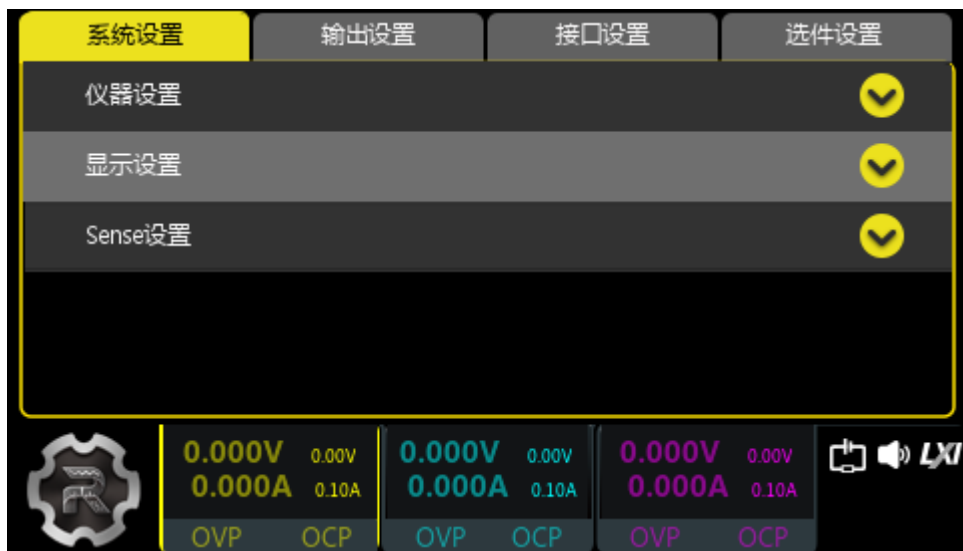 系统设置 输出设置 接口设置 选件设置
仪器设置
显示设置
Sense设置
0.000V 0.00V 0.000V 0.00V 0.000V 0.00V
0.000A 0.10A 0.000A 0.10A 0.000A 0.10A
OVP OCP OVP OCP OVP OCP
R
LXI